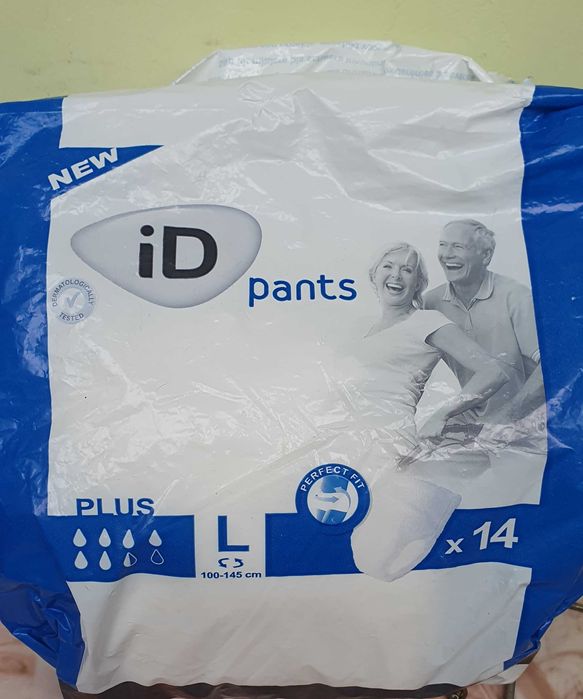 NEW
iD
pants
DERMATOLOGICALLY
TESTED
PERFECT FIT
PLUS
L
100-145 cm
x 14